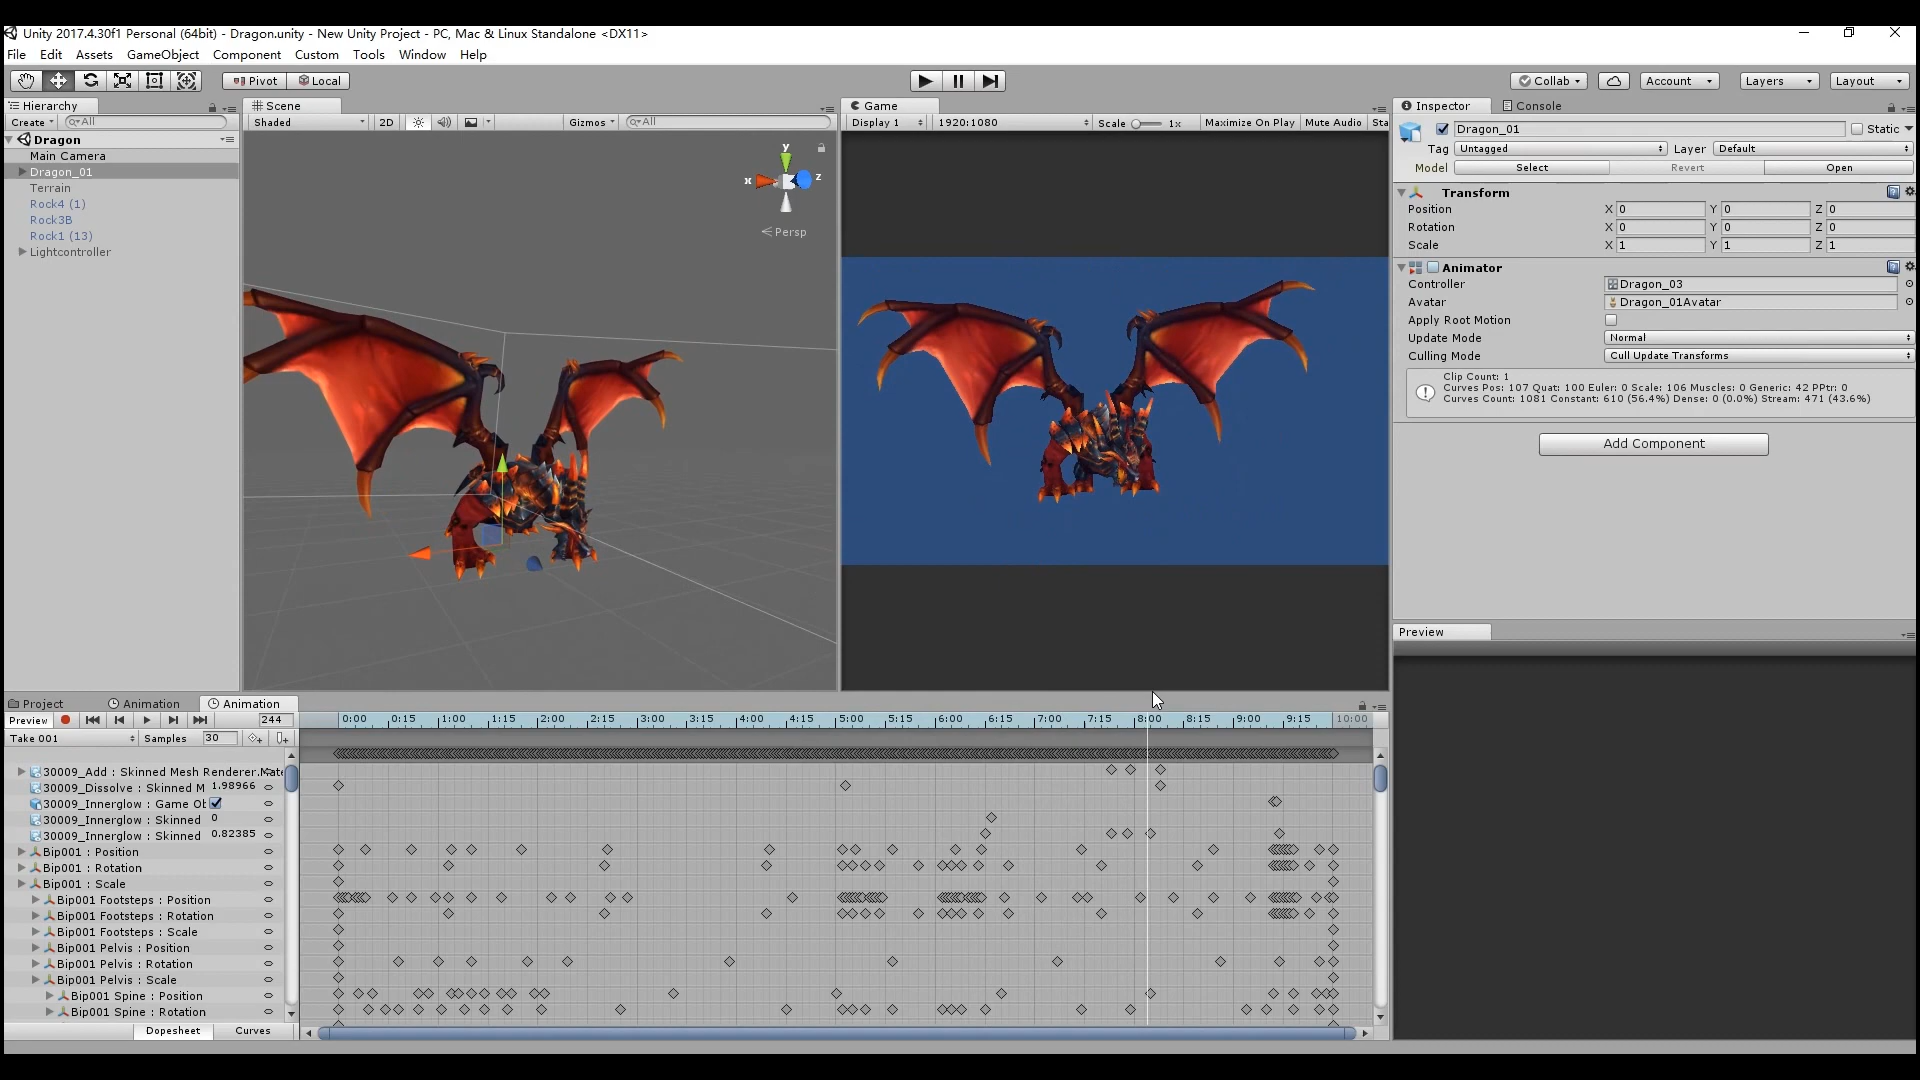 Unity 2017.4.30f1 Personal (64bit) - Dragon.unity - New Unity Project - PC, Mac & Linux Standalone <DX11>
File Edit Assets GameObject Component Custom Tools Window Help
Pivot Local Collab Account Layers Layout
Hierarchy Scene Game Inspector Console
Create All Shaded 2D Gizmos All Display 1 1920:1080 Scale 1x Maximize On Play Mute Audio Sta
Dragon
Main Camera
Dragon_01
Terrain
Rock4 (1)
Rock3B
Rock1 (13)
Lightcontroller
y
x z
Persp
Dragon_01 Static
Tag Untagged Layer Default
Model Select Revert Open
Transform
Position X 0 Y 0 Z 0
Rotation X 0 Y 0 Z 0
Scale X 1 Y 1 Z 1
Animator
Controller Dragon_03
Avatar Dragon_01Avatar
Apply Root Motion
Update Mode Normal
Culling Mode Cull Update Transforms
Clip Count: 1
Curves Pos: 107 Quat: 100 Euler: 0 Scale: 106 Muscles: 0 Generic: 42 PPtr: 0
Curves Count: 1081 Constant: 610 (56.4%) Dense: 0 (0.0%) Stream: 471 (43.6%)
Add Component
Preview
Project Animation Animation
Preview 244 0:00 0:15 1:00 1:15 2:00 2:15 3:00 3:15 4:00 4:15 5:00 5:15 6:00 6:15 7:00 7:15 8:00 8:15 9:00 9:15 10:00
Take 001 Samples 30
30009_Add : Skinned Mesh Renderer.Mate
30009_Dissolve : Skinned M 1.98966
30009_Innerglow : Game Ob
30009_Innerglow : Skinned 0
30009_Innerglow : Skinned 0.82385
Bip001 : Position
Bip001 : Rotation
Bip001 : Scale
Bip001 Footsteps : Position
Bip001 Footsteps : Rotation
Bip001 Footsteps : Scale
Bip001 Pelvis : Position
Bip001 Pelvis : Rotation
Bip001 Pelvis : Scale
Bip001 Spine : Position
Bip001 Spine : Rotation
Dopesheet Curves